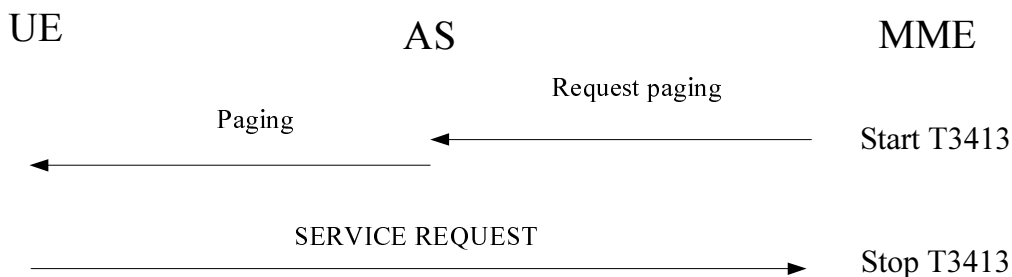 UE
AS
MME
Request paging
Paging
Start T3413
SERVICE REQUEST
Stop T3413